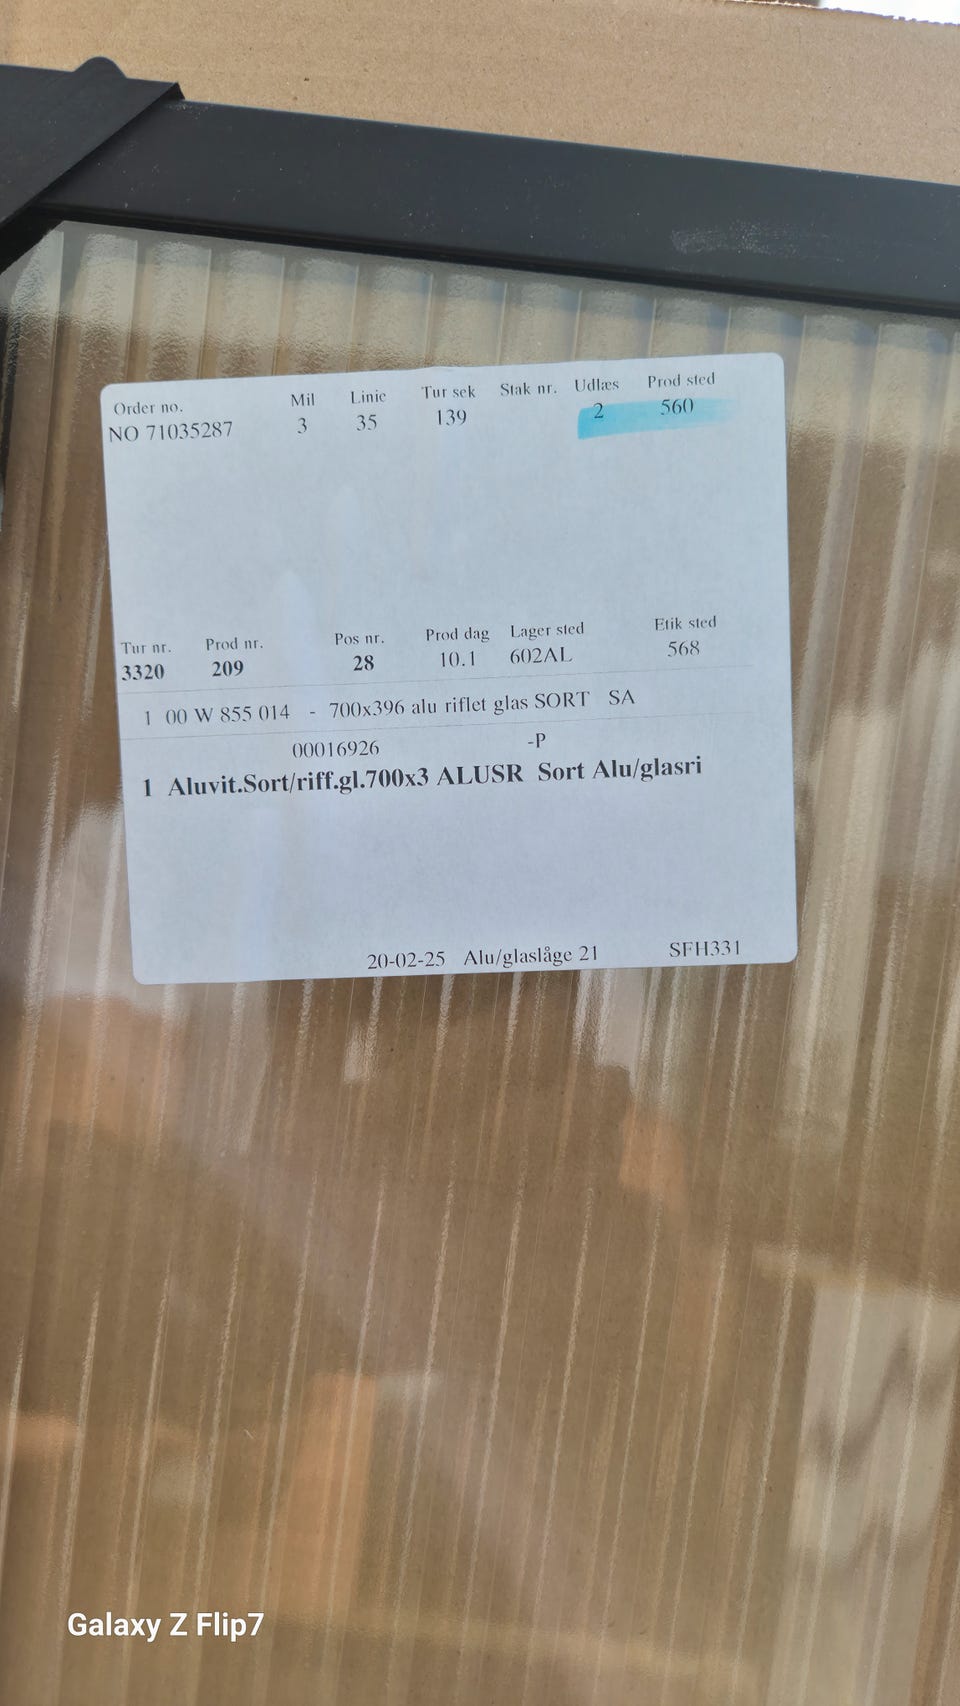 Order no. Mil Linie Tur sek Stak nr. Udlæs Prod sted
NO 71035287 3 35 139 2 560
Tur nr. Prod nr. Pos nr. Prod dag Lager sted Etik sted
3320 209 28 10.1 602AL 568
1 00 W 855 014 - 700x396 alu riflet glas SORT SA
00016926 -P
1 Aluvit.Sort/riff.gl.700x3 ALUSR Sort Alu/glasri
20-02-25 Alu/glaslåge 21 SFH331
Galaxy Z Flip7